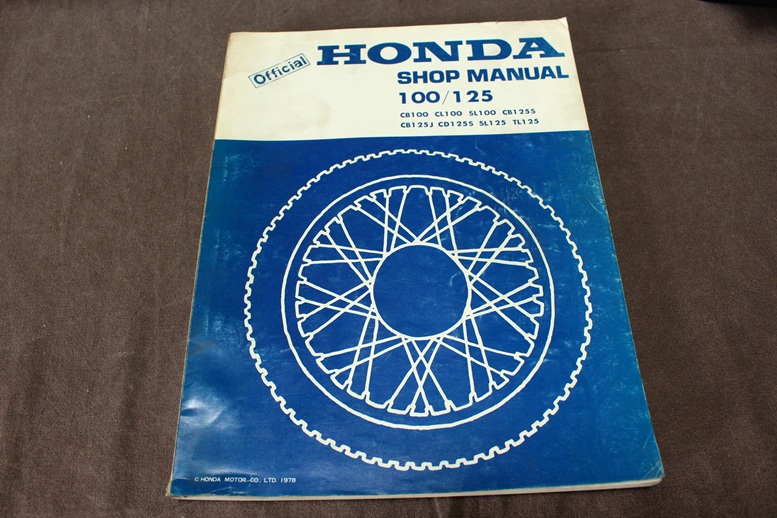 Official
HONDA
SHOP MANUAL
100/125
CB100 CL100 SL100 CB125S
CB125J CD125S SL125 TL125
© HONDA MOTOR CO. LTD. 1978